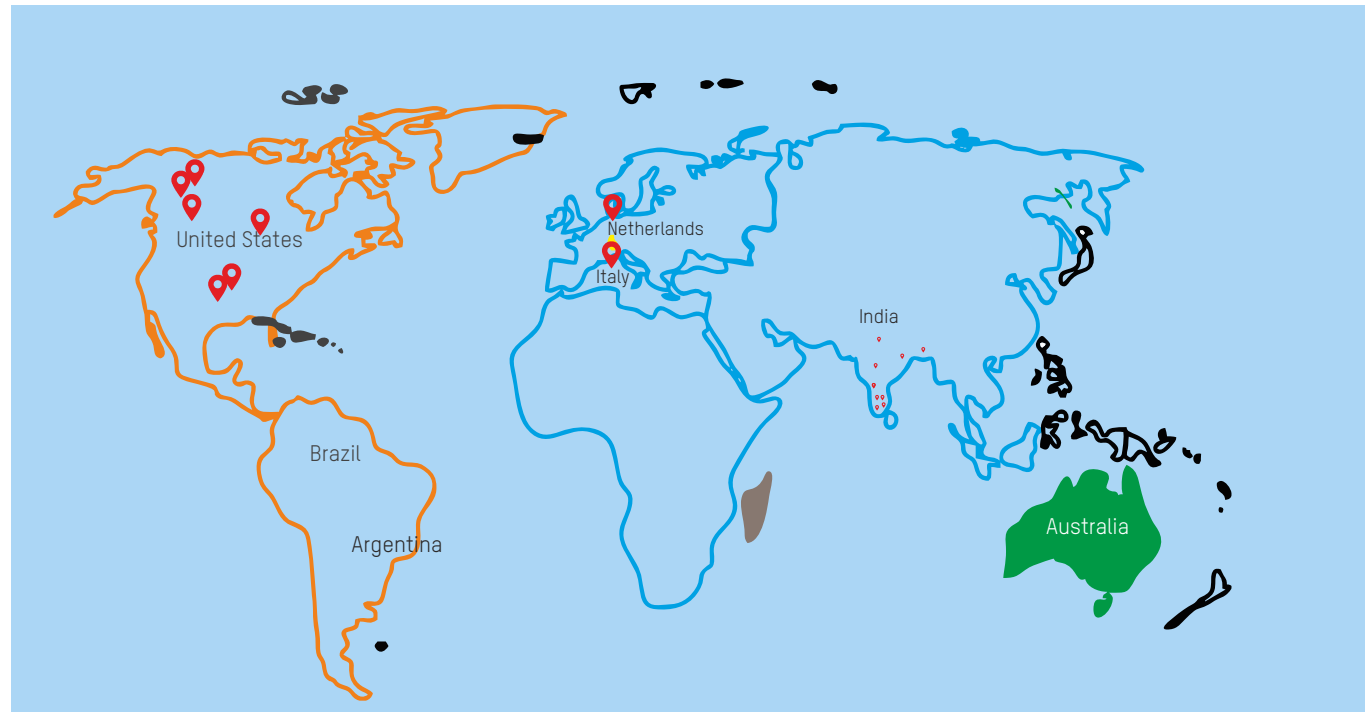 Netherlands
United States
Italy
India
Brazil
Australia
Argentina